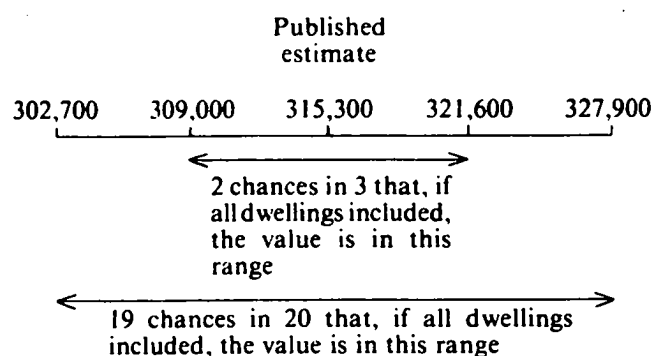 Published
estimate
302,700 309,000 315,300 321,600 327,900
2 chances in 3 that, if
all dwellings included,
the value is in this
range
19 chances in 20 that, if all dwellings
included, the value is in this range